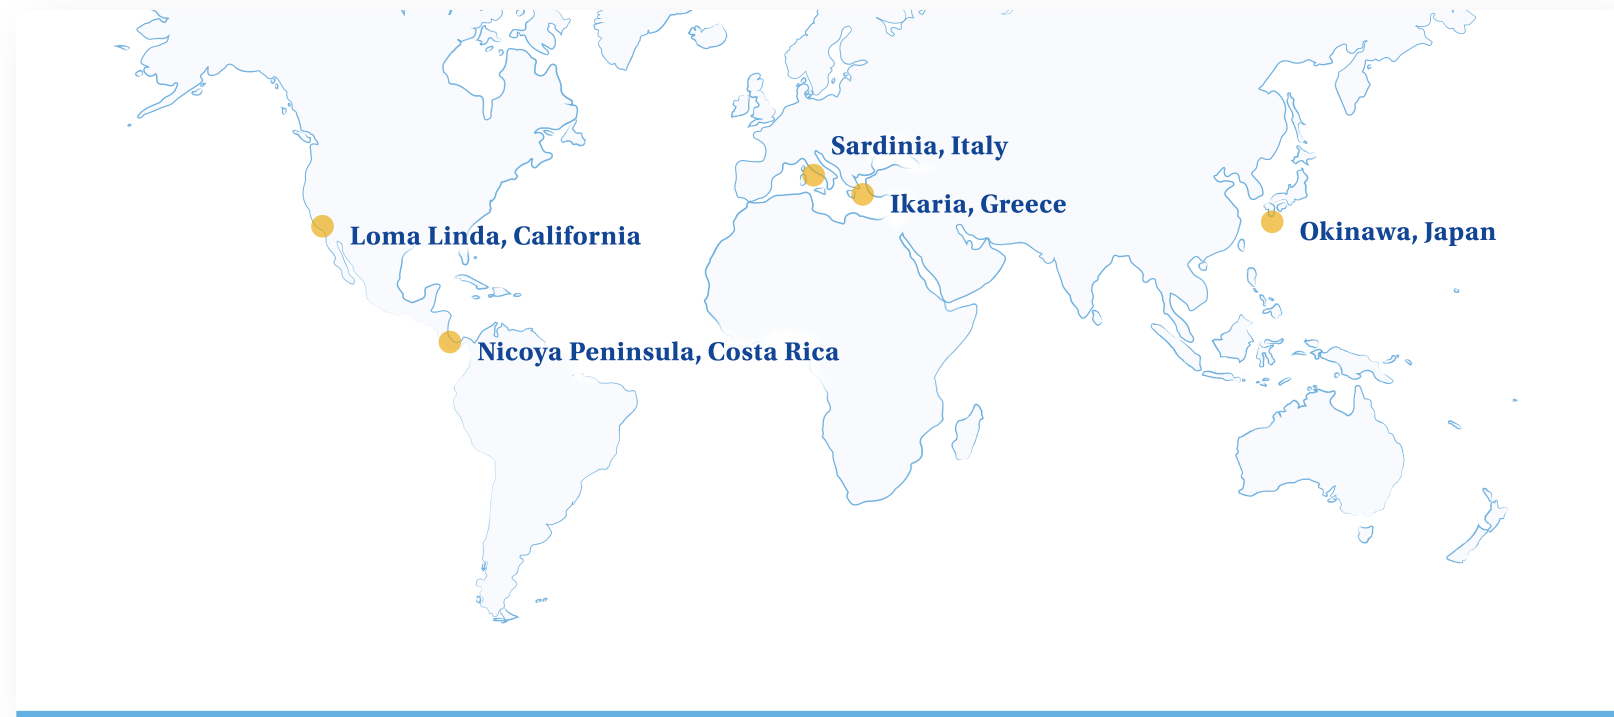 Sardinia, Italy
Ikaria, Greece
Loma Linda, California
Okinawa, Japan
Nicoya Peninsula, Costa Rica